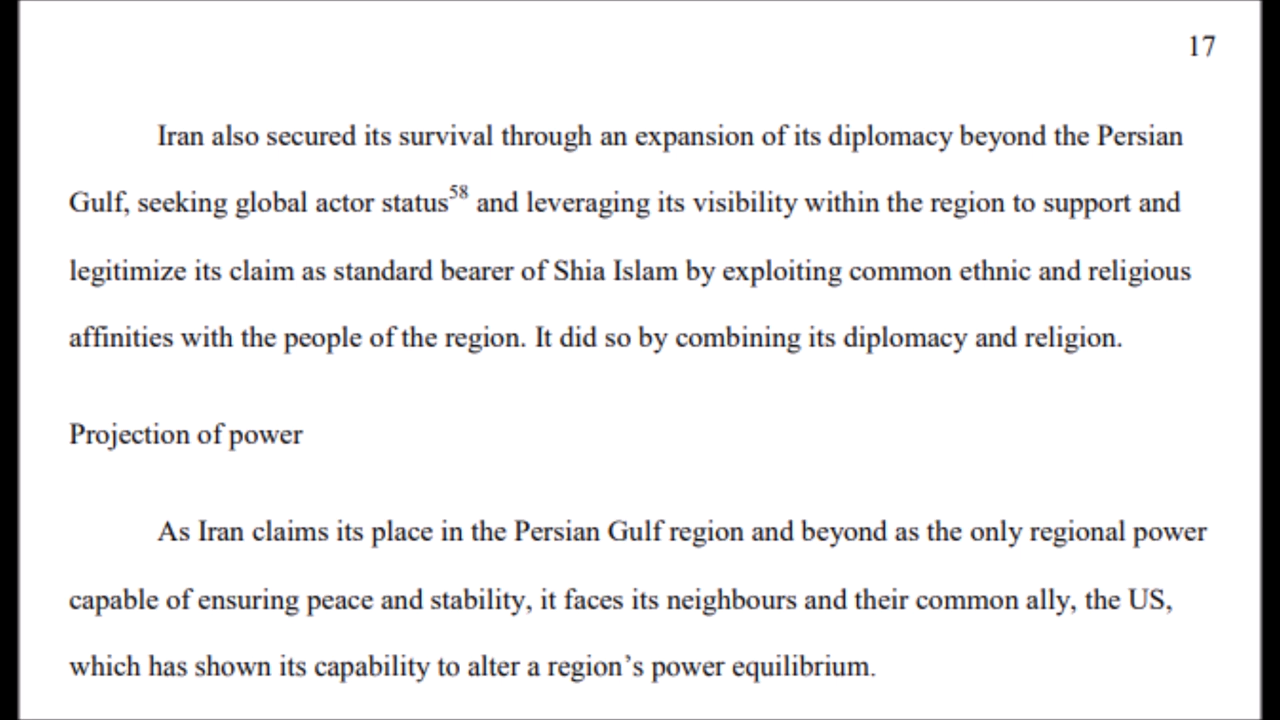 17
Iran also secured its survival through an expansion of its diplomacy beyond the Persian
Gulf, seeking global actor status58 and leveraging its visibility within the region to support and
legitimize its claim as standard bearer of Shia Islam by exploiting common ethnic and religious
affinities with the people of the region. It did so by combining its diplomacy and religion.
Projection of power
As Iran claims its place in the Persian Gulf region and beyond as the only regional power
capable of ensuring peace and stability, it faces its neighbours and their common ally, the US,
which has shown its capability to alter a region’s power equilibrium.